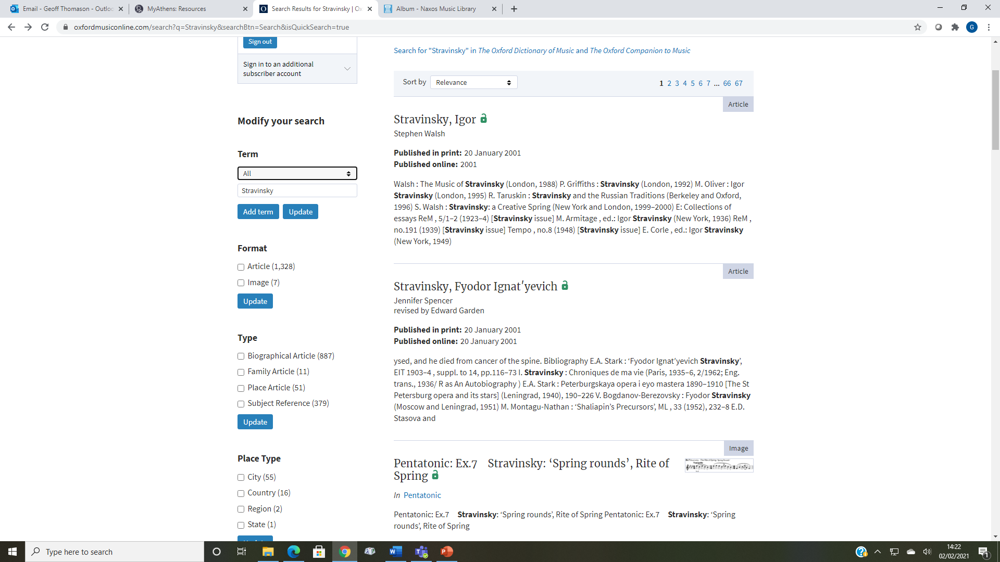 Email - Geoff Thomason - Outloo
MyAthens: Resources
Search Results for Stravinsky | Ox
Album - Naxos Music Library
oxfordmusiconline.com/search?q=Stravinsky&searchBtn=Search&isQuickSearch=true
G
Sign out
Sign in to an additional
subscriber account
Modify your search
Term
All
Stravinsky
Add term
Update
Format
Article (1,328)
Image (7)
Update
Type
Biographical Article (887)
Family Article (11)
Place Article (51)
Subject Reference (379)
Update
Place Type
City (55)
Country (16)
Region (2)
State (1)
Search for "Stravinsky" in The Oxford Dictionary of Music and The Oxford Companion to Music
Sort by Relevance
1 2 3 4 5 6 7 ... 66 67
Article
Stravinsky, Igor
Stephen Walsh
Published in print: 20 January 2001
Published online: 2001
Walsh : The Music of Stravinsky (London, 1988) P. Griffiths : Stravinsky (London, 1992) M. Oliver : Igor
Stravinsky (London, 1995) R. Taruskin : Stravinsky and the Russian Traditions (Berkeley and Oxford,
1996) S. Walsh : Stravinsky: a Creative Spring (New York and London, 1999–2000) E: Collections of
essays ReM , 5/1–2 (1923–4) [Stravinsky issue] M. Armitage , ed.: Igor Stravinsky (New York, 1936) ReM ,
no.191 (1939) [Stravinsky issue] Tempo , no.8 (1948) [Stravinsky issue] E. Corle , ed.: Igor Stravinsky
(New York, 1949)
Article
Stravinsky, Fyodor Ignat′yevich
Jennifer Spencer
revised by Edward Garden
Published in print: 20 January 2001
Published online: 20 January 2001
ysed, and he died from cancer of the spine. Bibliography E.A. Stark : ‘Fyodor Ignat′yevich Stravinsky’,
EIT 1903–4 , suppl. to 14, pp.116–73 I. Stravinsky : Chroniques de ma vie (Paris, 1935–6, 2/1962; Eng.
trans., 1936/ R as An Autobiography ) E.A. Stark : Peterburgskaya opera i eyo mastera 1890–1910 [The St
Petersburg opera and its stars] (Leningrad, 1940), 190–226 V. Bogdanov-Berezovsky : Fyodor Stravinsky
(Moscow and Leningrad, 1951) M. Montagu-Nathan : ‘Shaliapin’s Precursors’, ML , 33 (1952), 232–8 E.D.
Stasova and
Image
Pentatonic: Ex.7 Stravinsky: ‘Spring rounds’, Rite of
Spring
In Pentatonic
Pentatonic: Ex.7 Stravinsky: ‘Spring rounds’, Rite of Spring Pentatonic: Ex.7 Stravinsky: ‘Spring
rounds’, Rite of Spring
Type here to search
14:22
02/02/2021
1